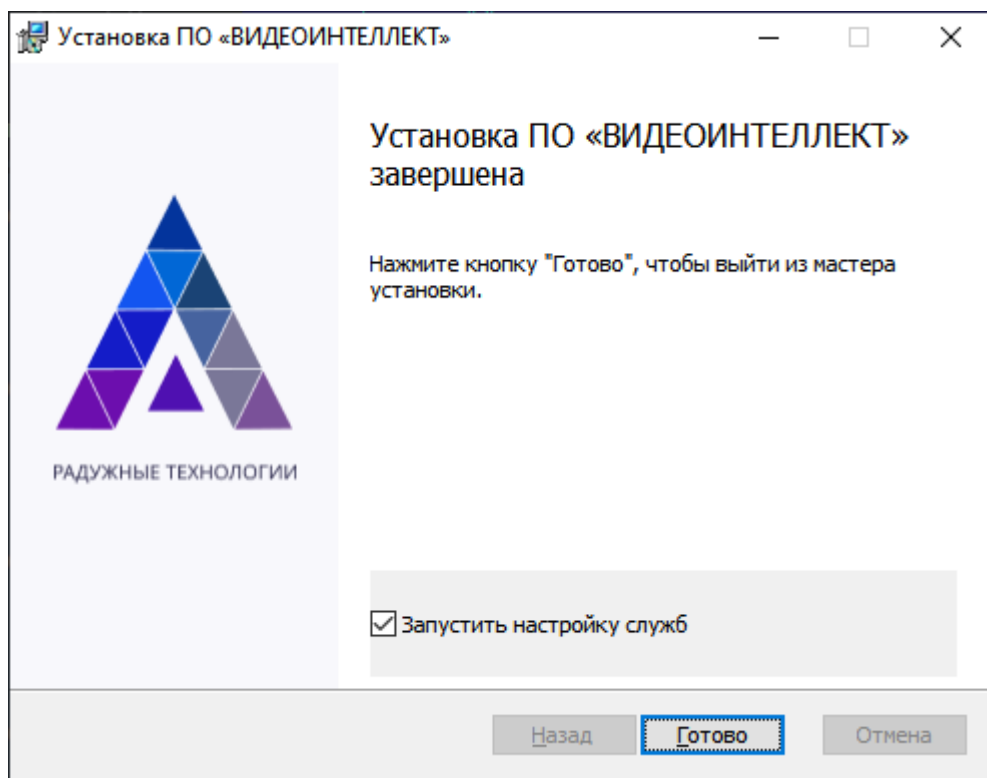 Установка ПО «ВИДЕОИНТЕЛЛЕКТ»
Установка ПО «ВИДЕОИНТЕЛЛЕКТ»
завершена
Нажмите кнопку "Готово", чтобы выйти из мастера
установки.
РАДУЖНЫЕ ТЕХНОЛОГИИ
Запустить настройку служб
Назад
Готово
Отмена